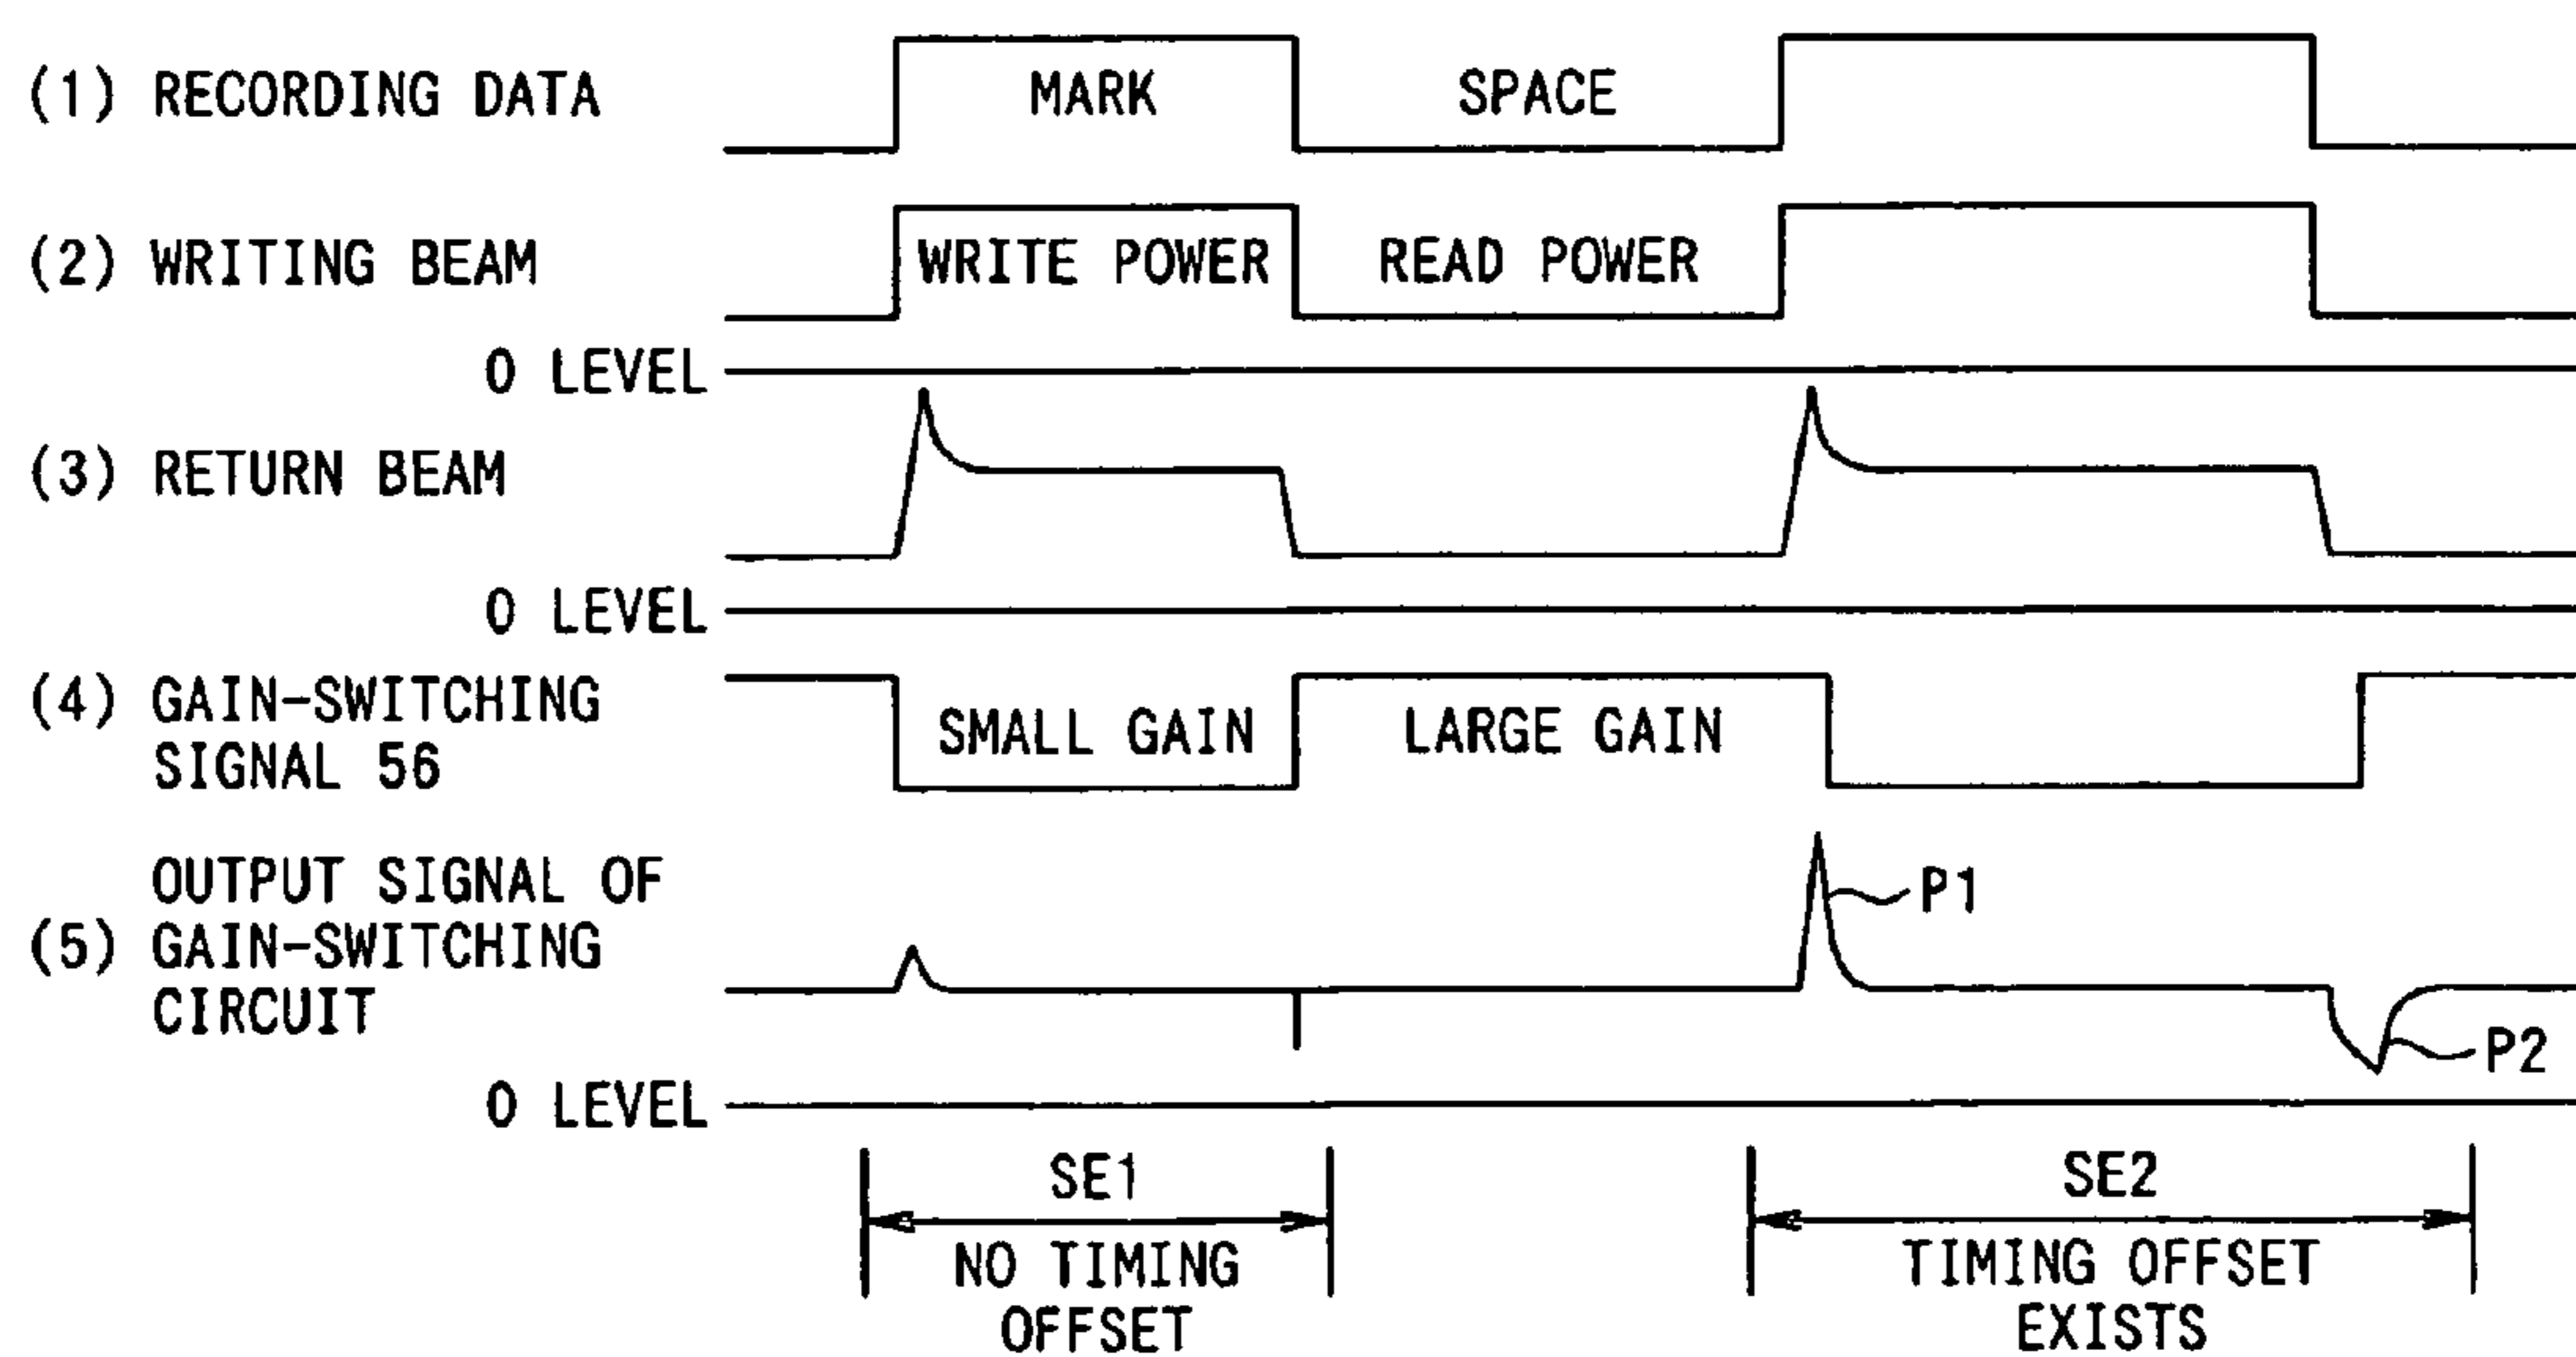 (1) RECORDING DATA
MARK
SPACE
(2) WRITING BEAM
WRITE POWER
READ POWER
0 LEVEL
(3) RETURN BEAM
0 LEVEL
(4) GAIN-SWITCHING
SIGNAL 56
SMALL GAIN
LARGE GAIN
OUTPUT SIGNAL OF
(5) GAIN-SWITCHING
CIRCUIT
P1
P2
0 LEVEL
SE1
NO TIMING
OFFSET
SE2
TIMING OFFSET
EXISTS